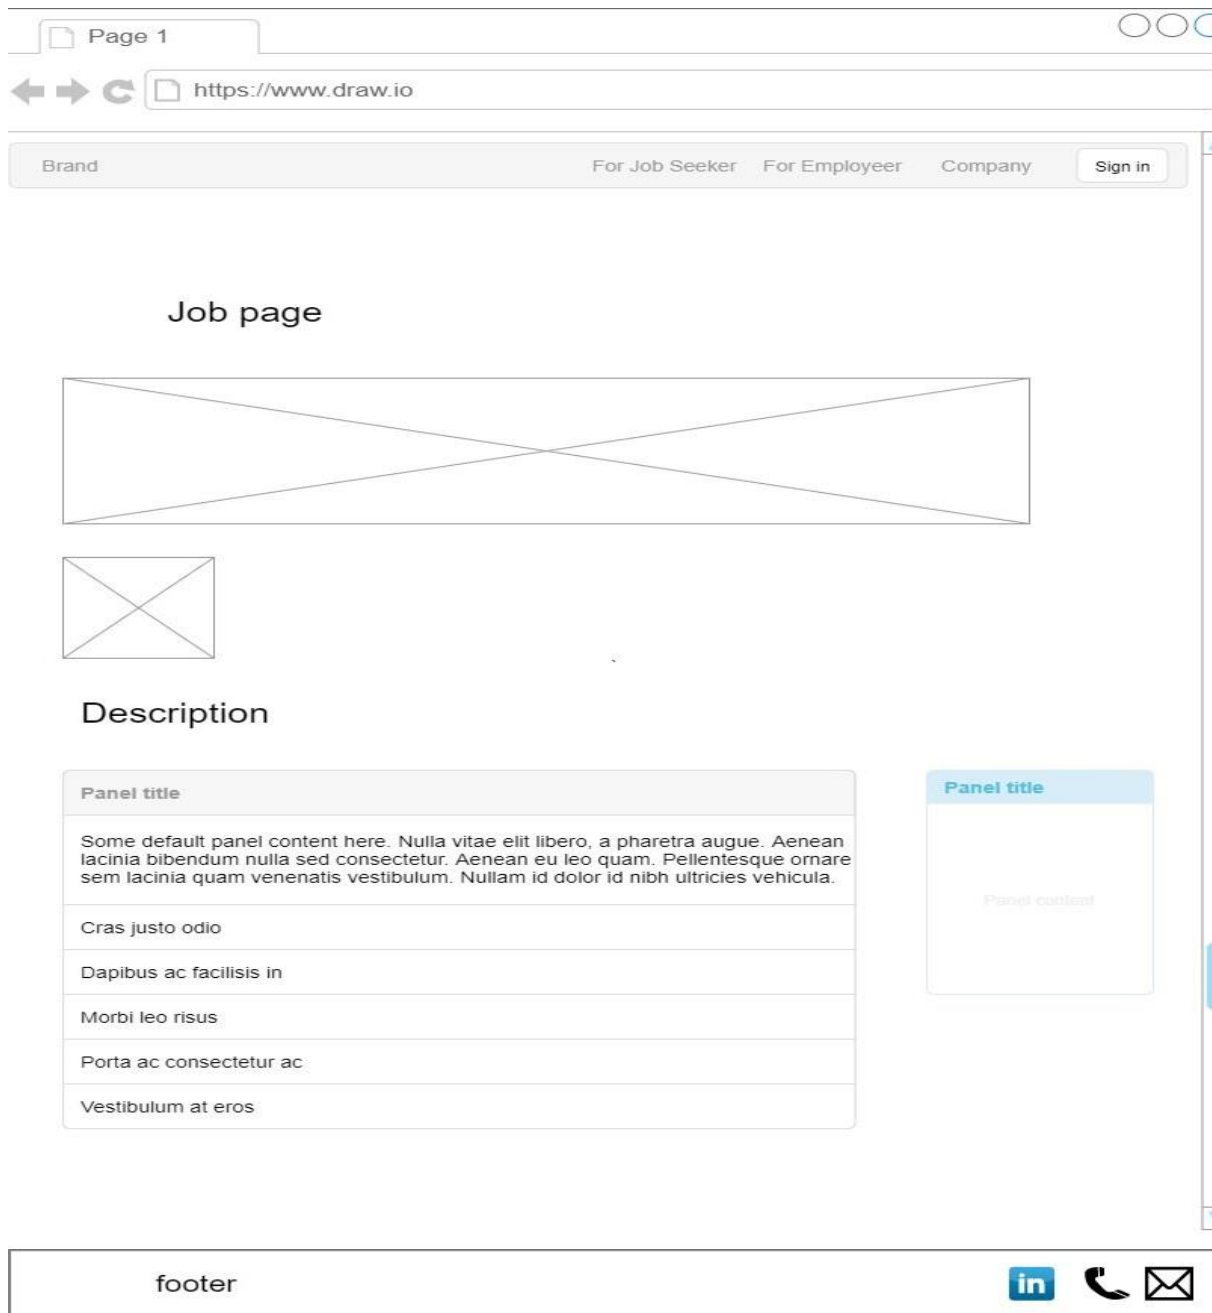 Page 1
https://www.draw.io
Brand For Job Seeker For Employeer Company Sign in
Job page
`
Description
Panel title
Some default panel content here. Nulla vitae elit libero, a pharetra augue. Aenean
lacinia bibendum nulla sed consectetur. Aenean eu leo quam. Pellentesque ornare
sem lacinia quam venenatis vestibulum. Nullam id dolor id nibh ultricies vehicula.
Cras justo odio
Dapibus ac facilisis in
Morbi leo risus
Porta ac consectetur ac
Vestibulum at eros
Panel title
Panel content
footer
in